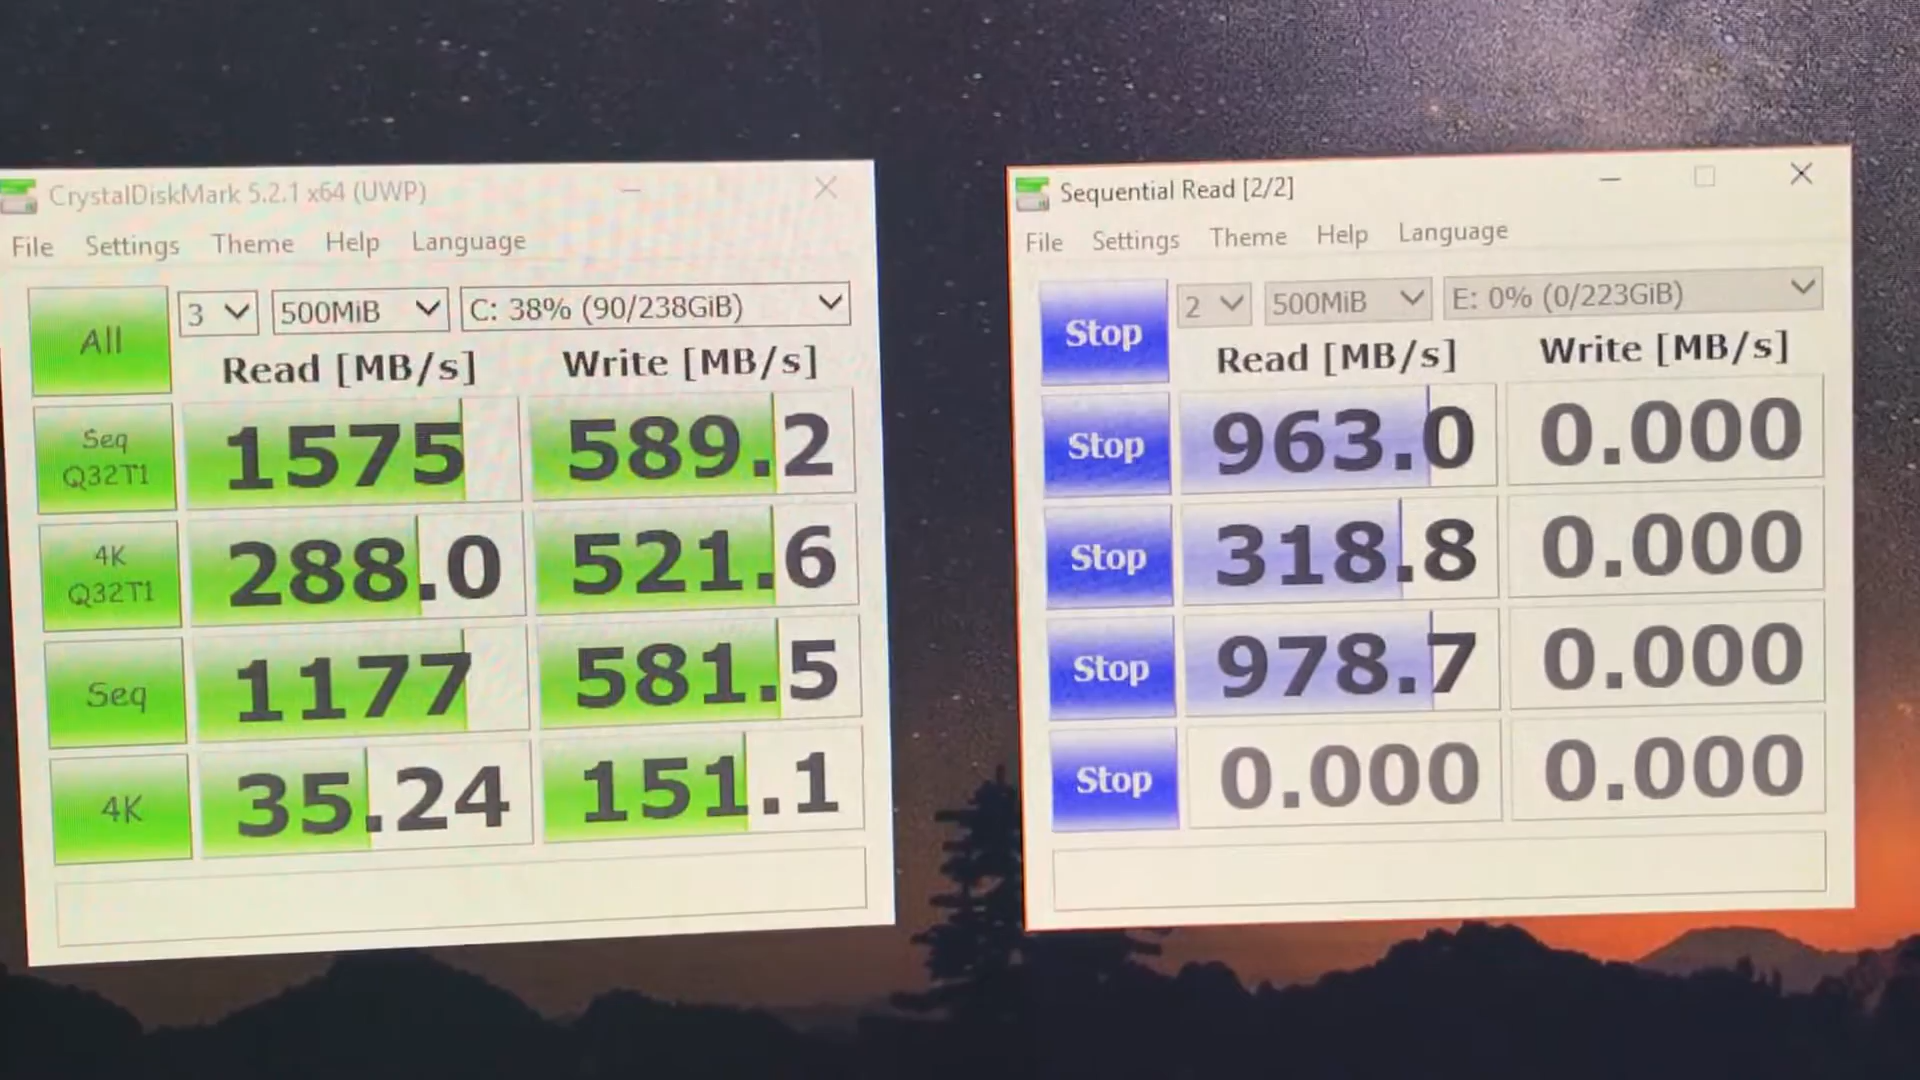 CrystalDiskMark 5.2.1 x64 (UWP)
File Settings Theme Help Language
All
3
500MiB
C: 38% (90/238GiB)
Read [MB/s]
Write [MB/s]
Seq
Q32T1
1575
589.2
4K
Q32T1
288.0
521.6
Seq
1177
581.5
4K
35.24
151.1
Sequential Read [2/2]
File Settings Theme Help Language
Stop
2
500MiB
E: 0% (0/223GiB)
Read [MB/s]
Write [MB/s]
Stop
963.0
0.000
Stop
318.8
0.000
Stop
978.7
0.000
Stop
0.000
0.000